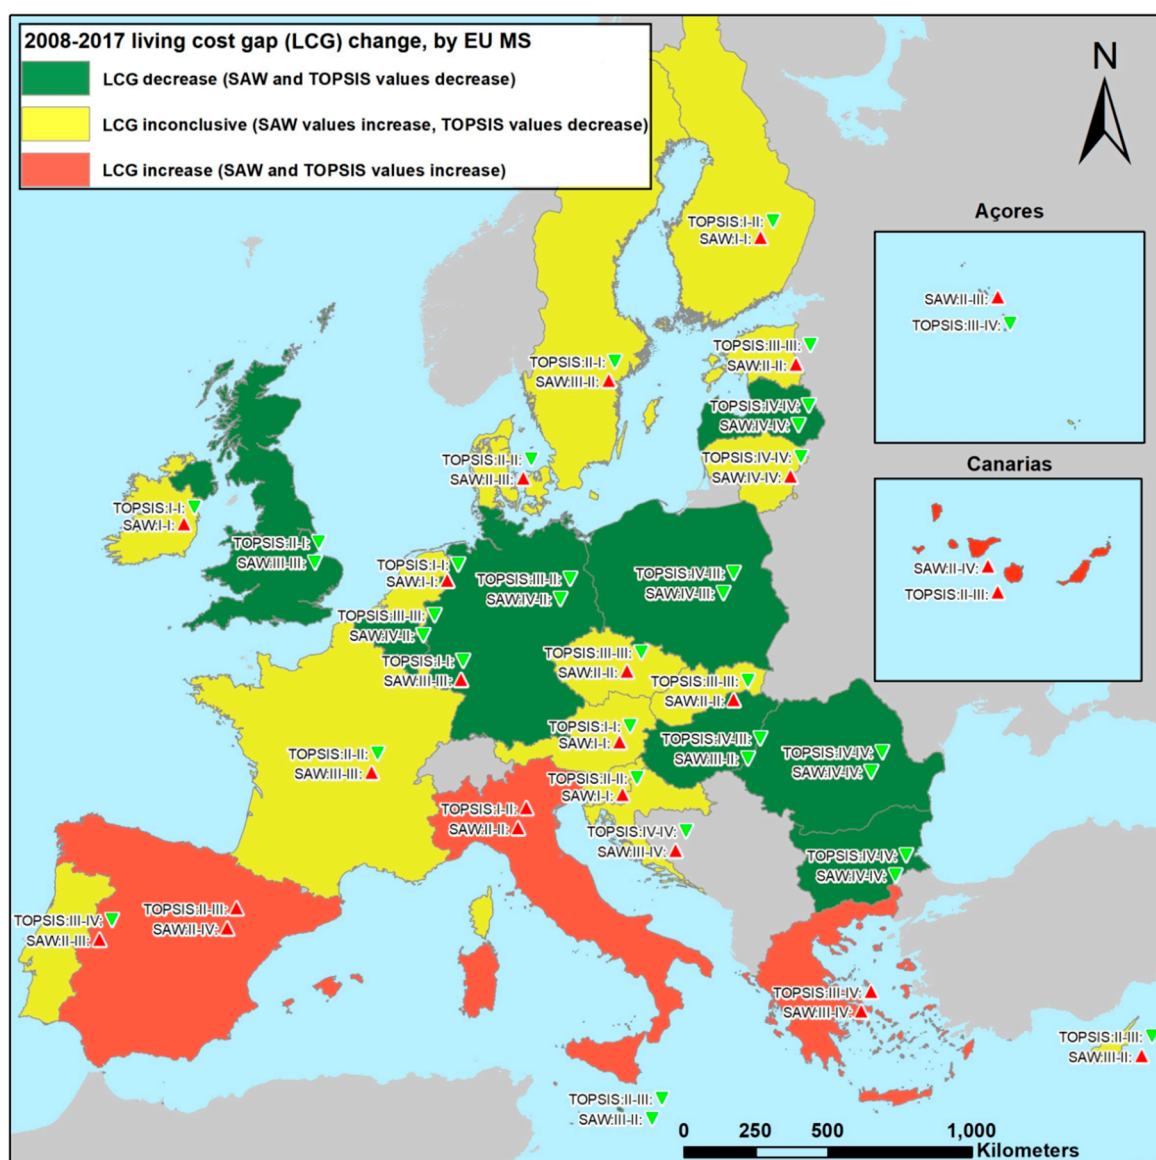 2008-2017 living cost gap (LCG) change, by EU MS
LCG decrease (SAW and TOPSIS values decrease)
LCG inconclusive (SAW values increase, TOPSIS values decrease)
LCG increase (SAW and TOPSIS values increase)
N
Açores
SAW:II-III:
TOPSIS:III-IV:
Canarias
SAW:II-IV:
TOPSIS:II-III:
TOPSIS:I-II:
SAW:I-I:
TOPSIS:III-III:
SAW:II-II:
TOPSIS:II-I:
SAW:III-II:
TOPSIS:IV-IV:
SAW:IV-IV:
TOPSIS:IV-IV:
SAW:IV-IV:
TOPSIS:II-II:
SAW:II-III:
TOPSIS:I-I:
SAW:I-I:
TOPSIS:II-I:
SAW:III-III:
TOPSIS:I-I:
SAW:I-I:
TOPSIS:III-II:
SAW:IV-II:
TOPSIS:IV-III:
SAW:IV-III:
TOPSIS:III-III:
SAW:IV-II:
TOPSIS:I-I:
SAW:III-III:
TOPSIS:III-III:
SAW:II-II:
TOPSIS:III-III:
SAW:II-II:
TOPSIS:I-I:
SAW:I-I:
TOPSIS:IV-III:
SAW:III-II:
TOPSIS:IV-IV:
SAW:IV-IV:
TOPSIS:II-II:
SAW:III-III:
TOPSIS:II-II:
SAW:I-I:
TOPSIS:I-II:
SAW:II-II:
TOPSIS:IV-IV:
SAW:III-IV:
TOPSIS:IV-IV:
SAW:IV-IV:
TOPSIS:III-IV:
SAW:II-III:
TOPSIS:II-III:
SAW:II-IV:
TOPSIS:III-IV:
SAW:III-IV:
TOPSIS:II-III:
SAW:III-II:
TOPSIS:II-III:
SAW:III-II:
0 250 500 1,000
Kilometers